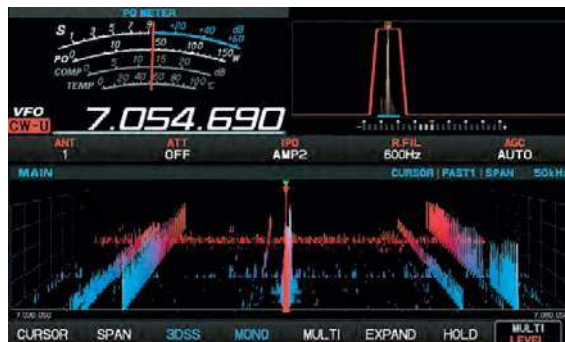 PO METER
S 1 3 5 7 9 +20 +40 +60 dB
PO 0 10 50 100 150 W
COMP 0 5 10 15 20 dB
TEMP 0 20 40 60 80 100 °C
VFO
CW-U 7.054.690
ANT ATT IPO R.FIL AGC
1 OFF AMP2 600Hz AUTO
MAIN CURSOR FAST1 SPAN 50kHz
CURSOR SPAN 3DSS MONO MULTI EXPAND HOLD MULTI
LEVEL